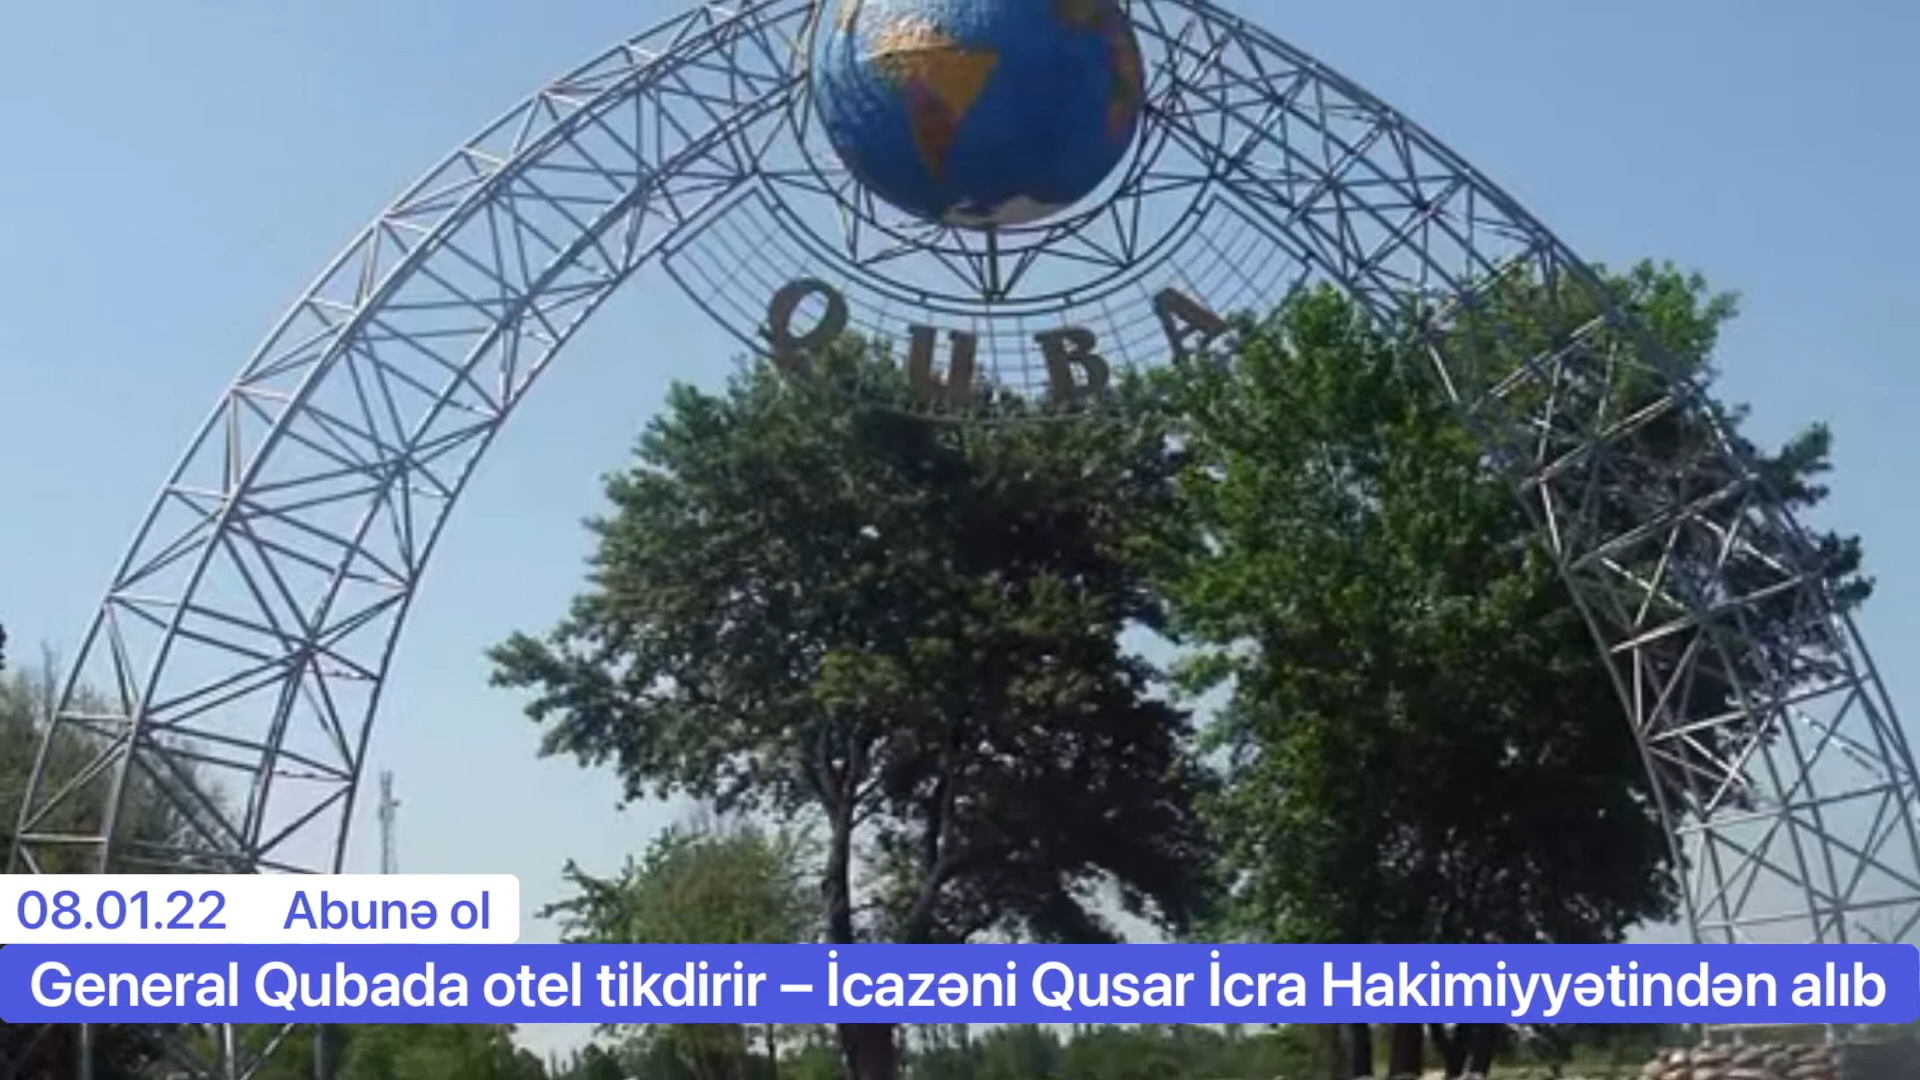 QUBA
08.01.22 Abunə ol
General Qubada otel tikdirir – İcazəni Qusar İcra Hakimiyyətindən alıb